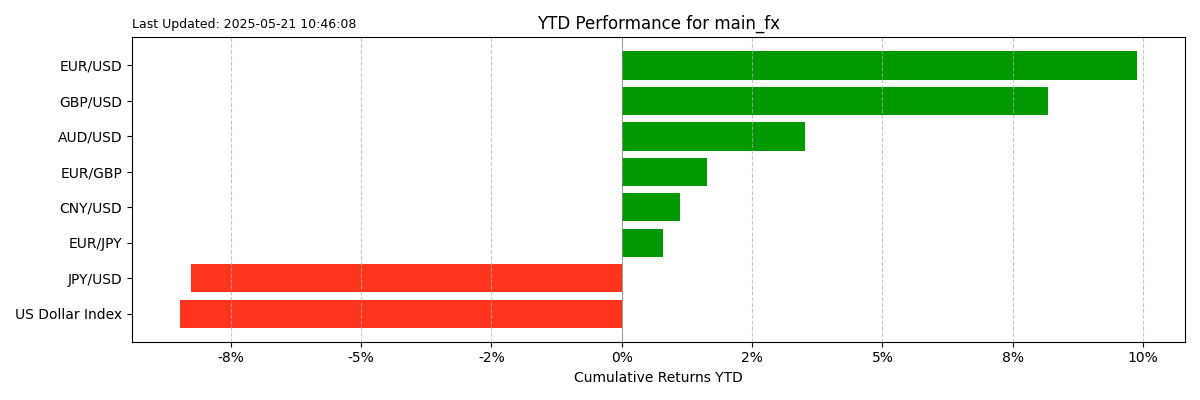 Last Updated: 2025-05-21 10:46:08
YTD Performance for main_fx
EUR/USD
GBP/USD
AUD/USD
EUR/GBP
CNY/USD
EUR/JPY
JPY/USD
US Dollar Index
-8% -5% -2% 0% 2% 5% 8% 10%
Cumulative Returns YTD